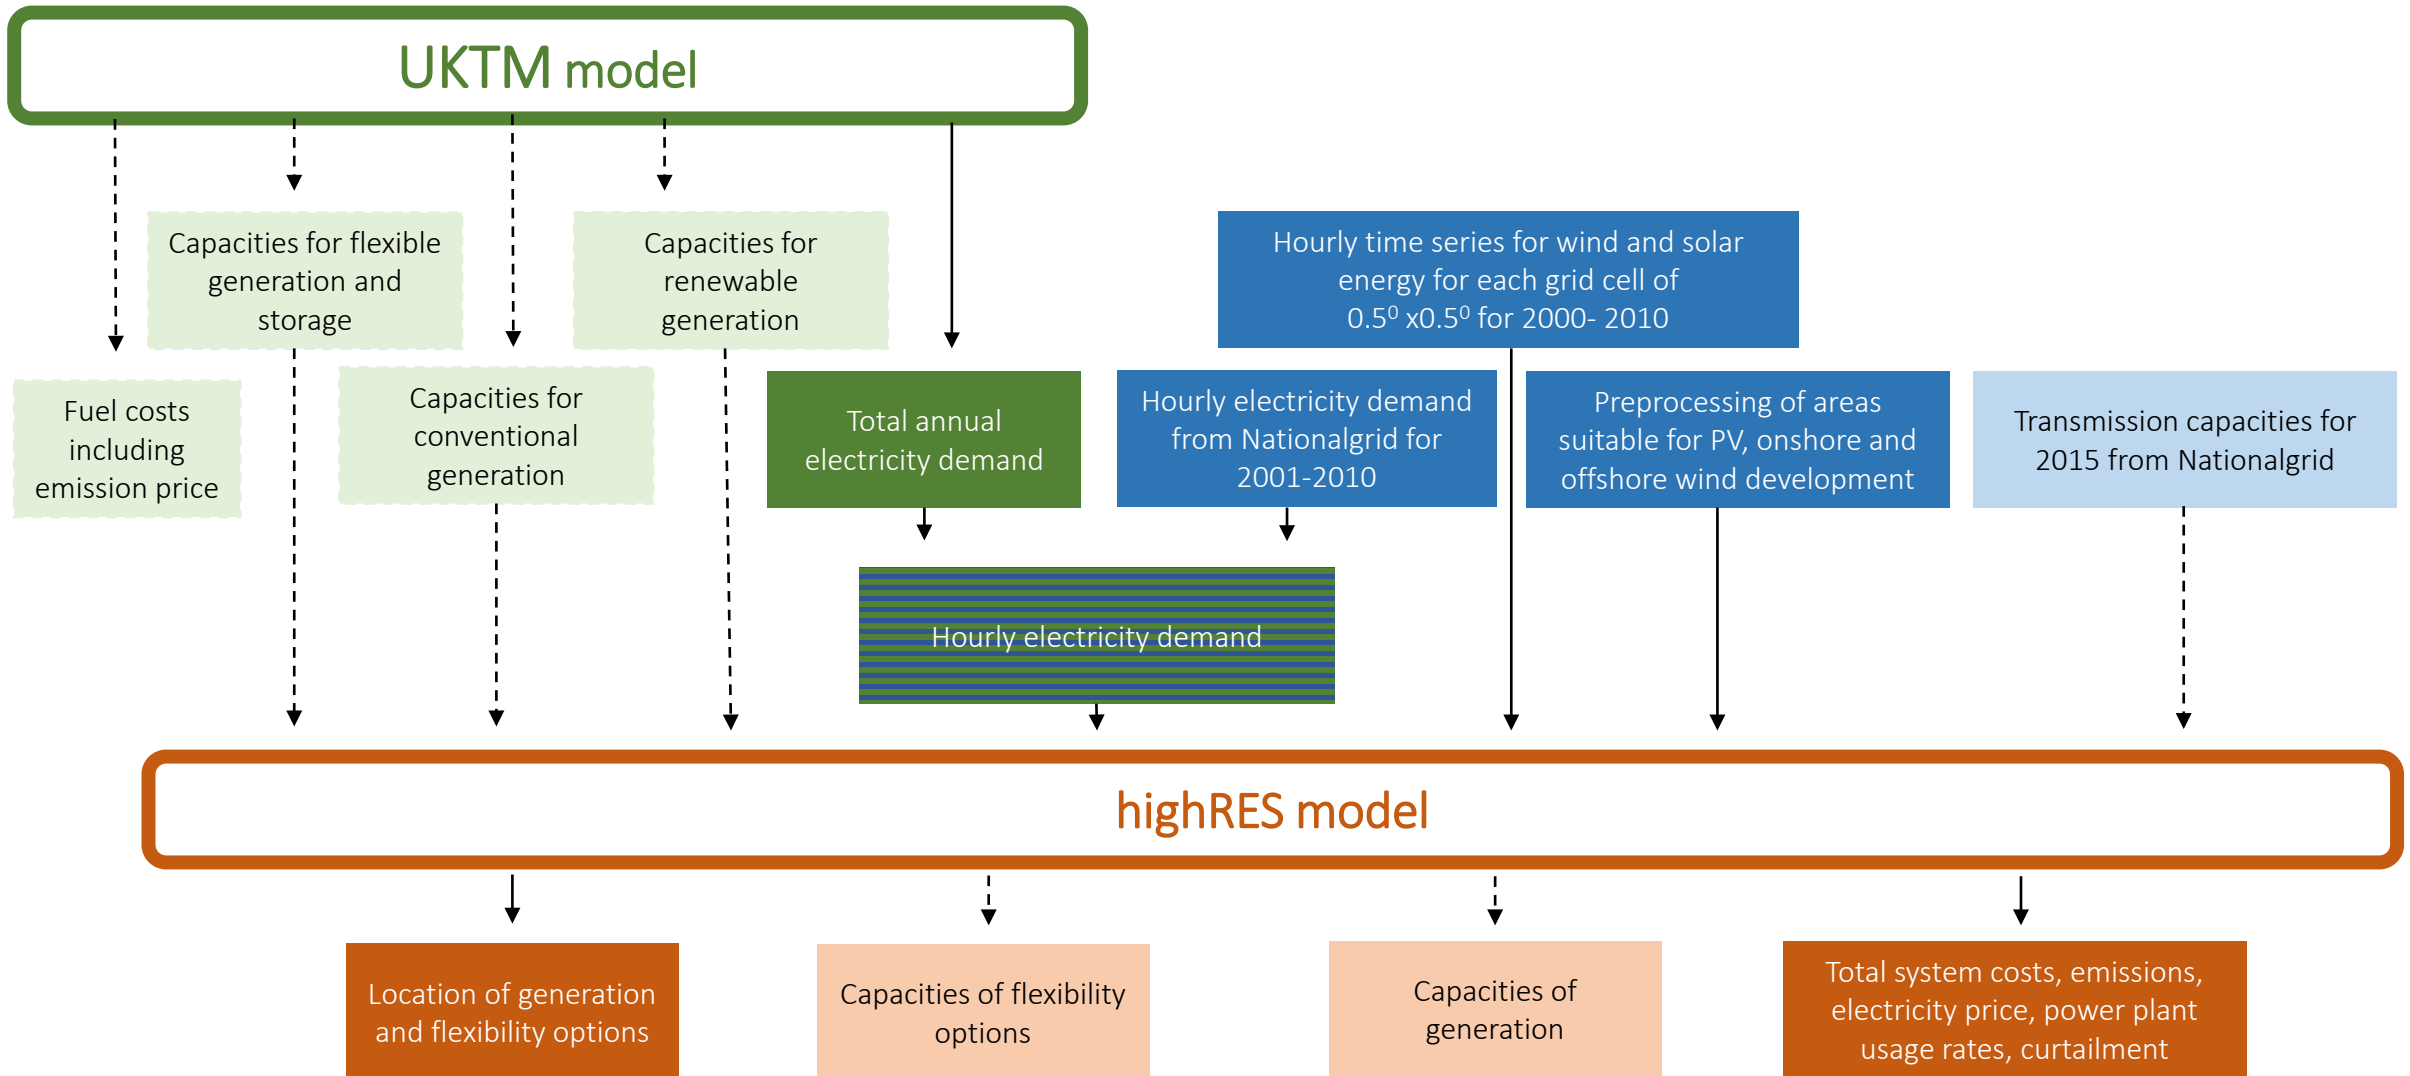 UKTM model
Capacities for flexible
generation and
storage
Capacities for
renewable
generation
Hourly time series for wind and solar
energy for each grid cell of
0.5⁰ x0.5⁰ for 2000- 2010
Fuel costs
including
emission price
Capacities for
conventional
generation
Total annual
electricity demand
Hourly electricity demand
from Nationalgrid for
2001-2010
Preprocessing of areas
suitable for PV, onshore and
offshore wind development
Transmission capacities for
2015 from Nationalgrid
Hourly electricity demand
highRES model
Location of generation
and flexibility options
Capacities of flexibility
options
Capacities of
generation
Total system costs, emissions,
electricity price, power plant
usage rates, curtailment